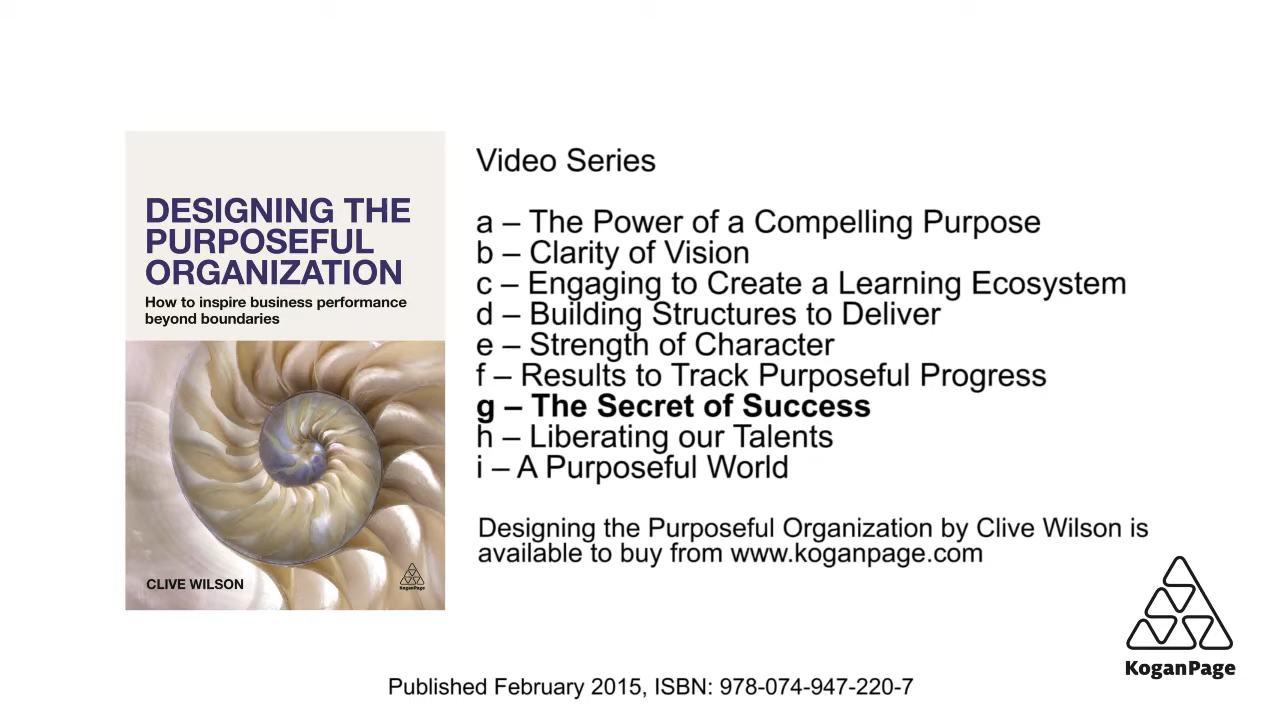 DESIGNING THE
PURPOSEFUL
ORGANIZATION
How to inspire business performance
beyond boundaries
CLIVE WILSON
KoganPage
Video Series
a – The Power of a Compelling Purpose
b – Clarity of Vision
c – Engaging to Create a Learning Ecosystem
d – Building Structures to Deliver
e – Strength of Character
f – Results to Track Purposeful Progress
g – The Secret of Success
h – Liberating our Talents
i – A Purposeful World
Designing the Purposeful Organization by Clive Wilson is
available to buy from www.koganpage.com
KoganPage
Published February 2015, ISBN: 978-074-947-220-7